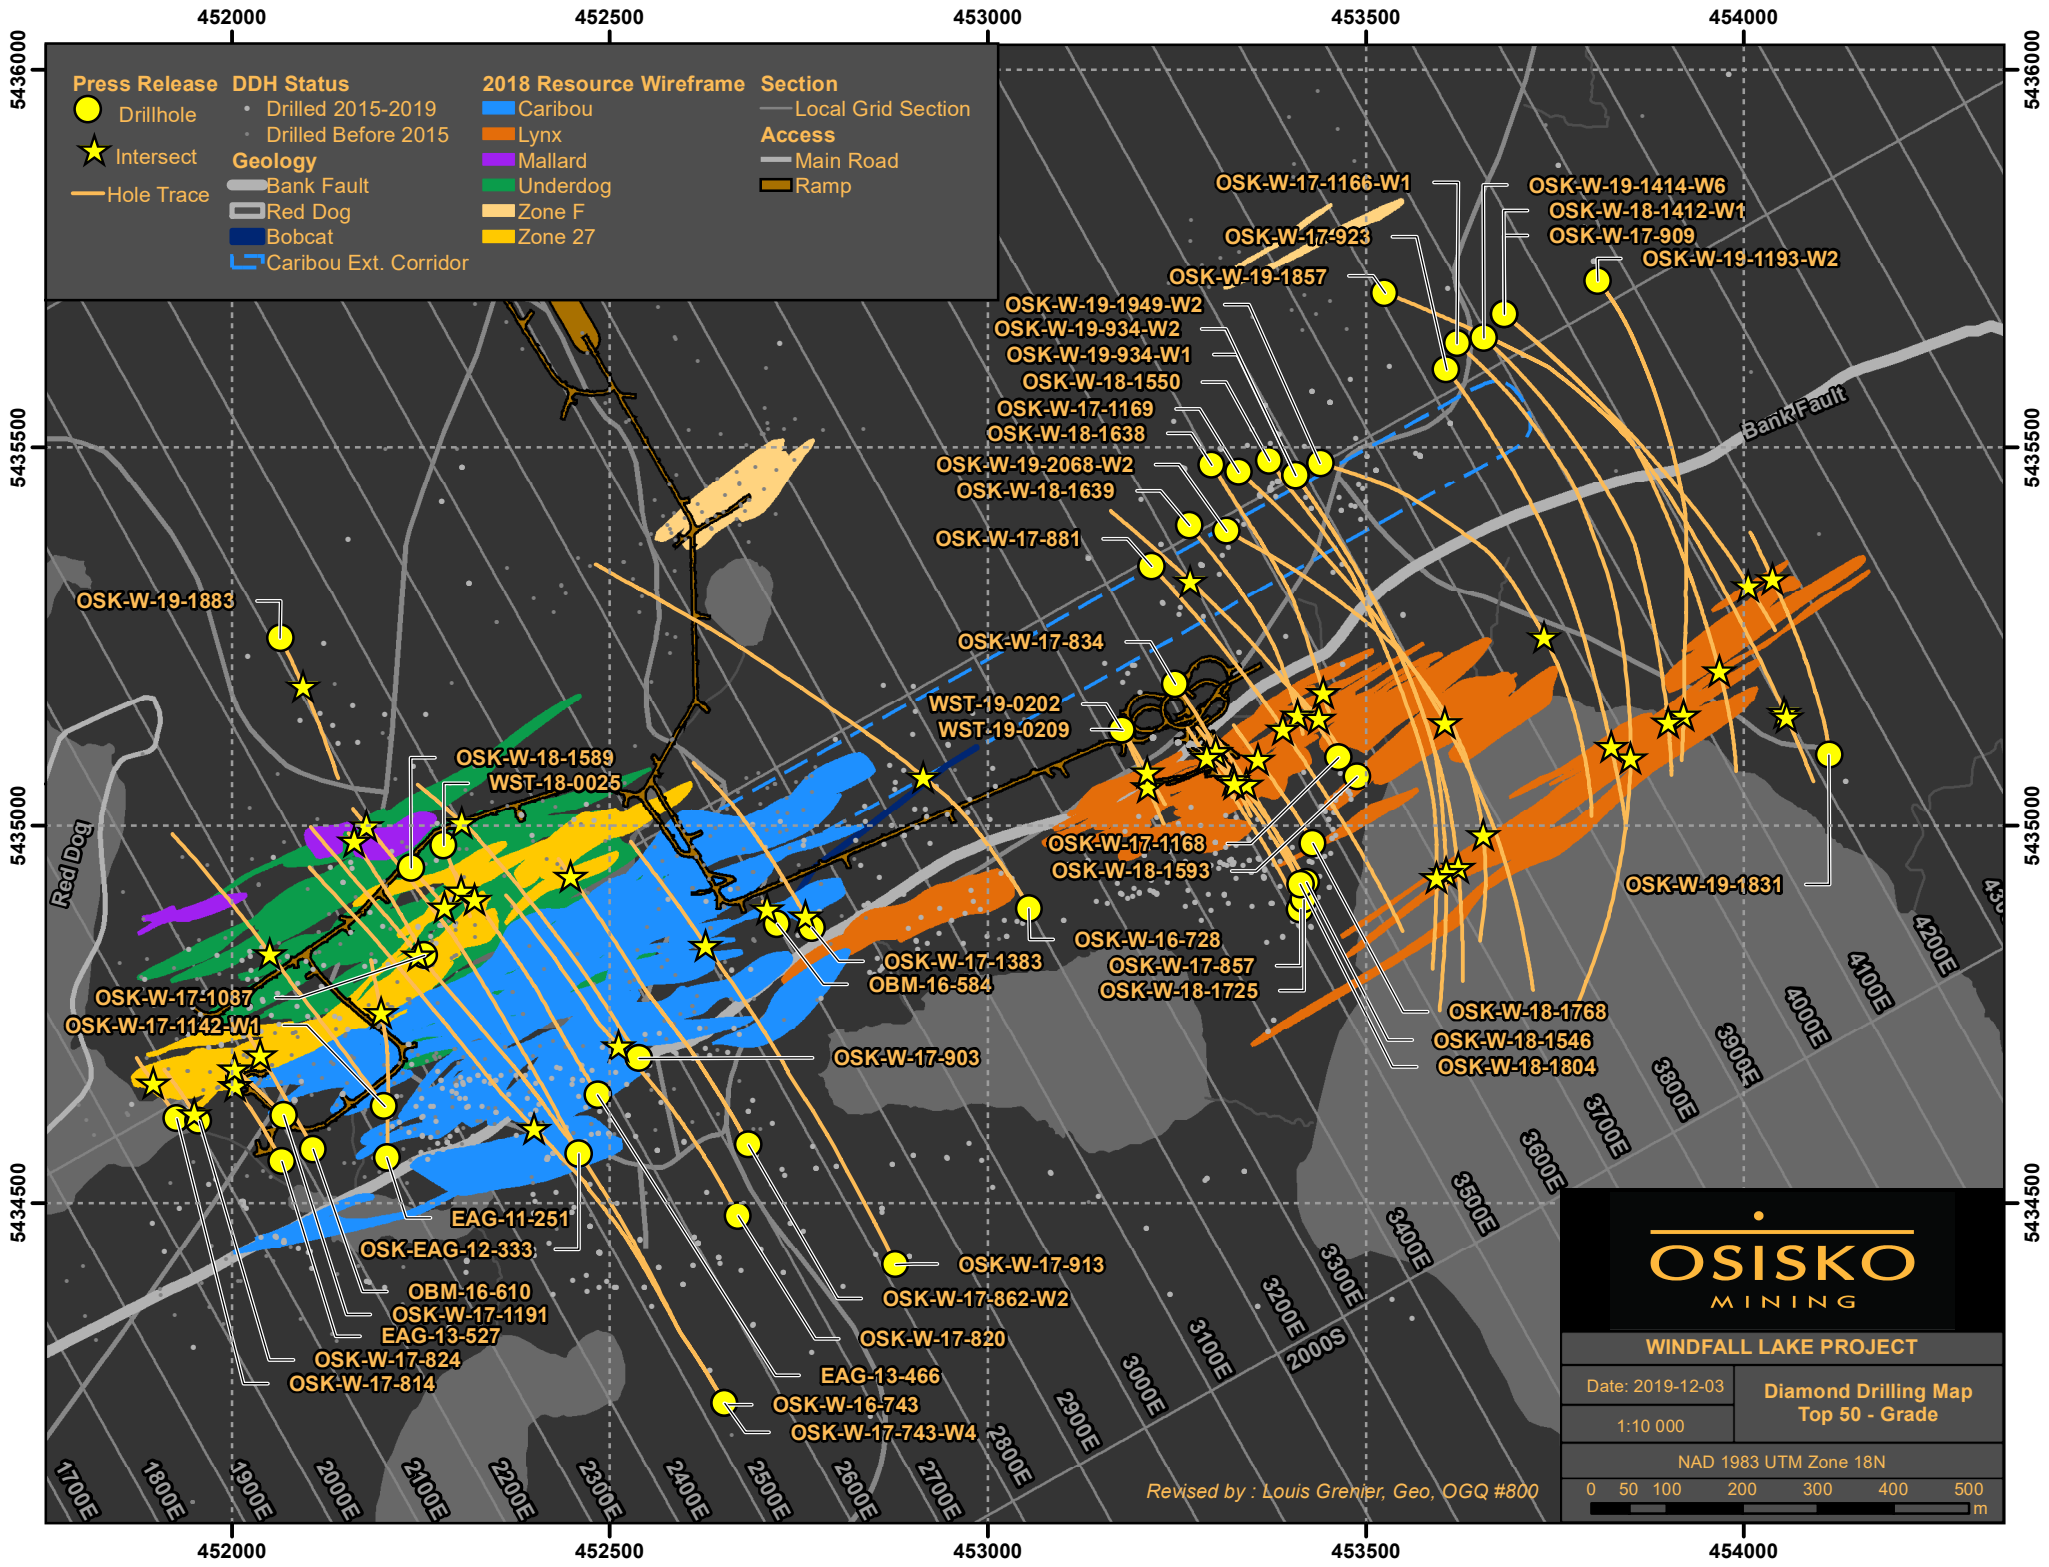 452000
452500
453000
453500
454000
5436000
5435500
5435000
5434500
5436000
5435500
5435000
5434500
Press Release
Drillhole
Intersect
Hole Trace
DDH Status
Drilled 2015-2019
Drilled Before 2015
Geology
Bank Fault
Red Dog
Bobcat
Caribou Ext. Corridor
2018 Resource Wireframe
Caribou
Lynx
Mallard
Underdog
Zone F
Zone 27
Section
Local Grid Section
Access
Main Road
Ramp
OSK-W-17-1166-W1
OSK-W-19-1414-W6
OSK-W-18-1412-W1
OSK-W-17-923
OSK-W-17-909
OSK-W-19-1193-W2
OSK-W-19-1857
OSK-W-19-1949-W2
OSK-W-19-934-W2
OSK-W-19-934-W1
OSK-W-18-1550
OSK-W-17-1169
OSK-W-18-1638
OSK-W-19-2068-W2
OSK-W-18-1639
OSK-W-17-881
Bank Fault
OSK-W-19-1883
OSK-W-17-834
WST-19-0202
WST-19-0209
OSK-W-18-1589
WST-18-0025
Red Dog
OSK-W-17-1168
OSK-W-18-1593
OSK-W-19-1831
OSK-W-16-728
OSK-W-17-857
OSK-W-18-1725
OSK-W-17-1383
OBM-16-584
OSK-W-17-1087
OSK-W-17-1142-W1
OSK-W-18-1768
OSK-W-18-1546
OSK-W-18-1804
OSK-W-17-903
EAG-11-251
OSK-EAG-12-333
OBM-16-610
OSK-W-17-1191
EAG-13-527
OSK-W-17-824
OSK-W-17-814
OSK-W-17-913
OSK-W-17-862-W2
OSK-W-17-820
EAG-13-466
OSK-W-16-743
OSK-W-17-743-W4
1700E
1800E
1900E
2000E
2100E
2200E
2300E
2400E
2500E
2600E
2700E
2800E
2900E
3000E
3100E
3200E
3300E
3400E
3500E
3600E
3700E
3800E
3900E
4000E
4100E
4200E
2000S
Revised by : Louis Grenier, Geo, OGQ #800
OSISKO
MINING
WINDFALL LAKE PROJECT
Date: 2019-12-03
1:10 000
Diamond Drilling Map
Top 50 - Grade
NAD 1983 UTM Zone 18N
0 50 100 200 300 400 500
m
452000
452500
453000
453500
454000